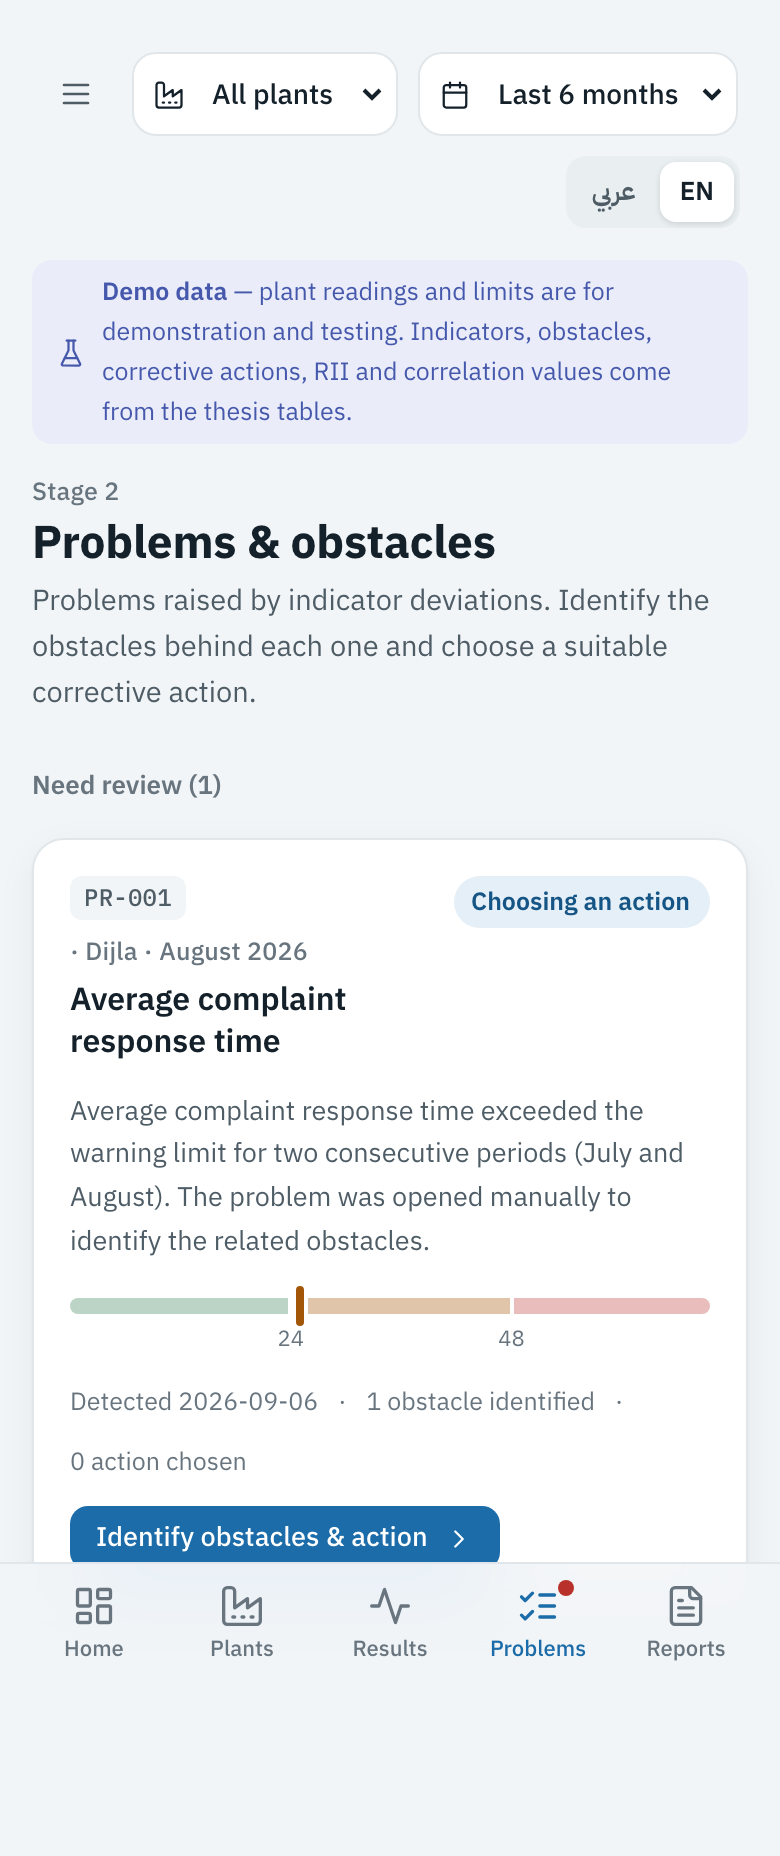 All plants
Last 6 months
عربي
EN
Demo data — plant readings and limits are for
demonstration and testing. Indicators, obstacles,
corrective actions, RII and correlation values come
from the thesis tables.
Stage 2
Problems & obstacles
Problems raised by indicator deviations. Identify the
obstacles behind each one and choose a suitable
corrective action.
Need review (1)
PR-001
Choosing an action
· Dijla · August 2026
Average complaint
response time
Average complaint response time exceeded the
warning limit for two consecutive periods (July and
August). The problem was opened manually to
identify the related obstacles.
24
48
Detected 2026-09-06 · 1 obstacle identified ·
0 action chosen
Identify obstacles & action
Home
Plants
Results
Problems
Reports